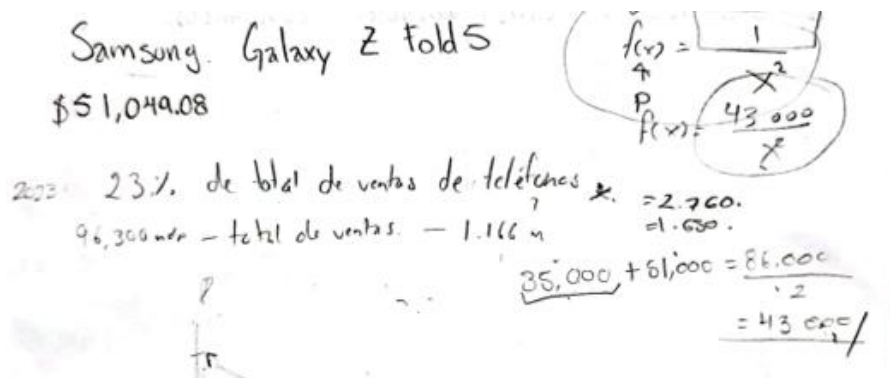 Samsung. Galaxy Z Fold5
$51,049.08
f(x) = 1 / x²
P
f(x) = 43 000 / x²
2023 23% de total de ventas de teléfonos
= 2.760.
= 1.650.
96,300 mdp - total de ventas. - 1.166 m
35,000 + 51,000 = 86.000 / 2
= 43 000
P